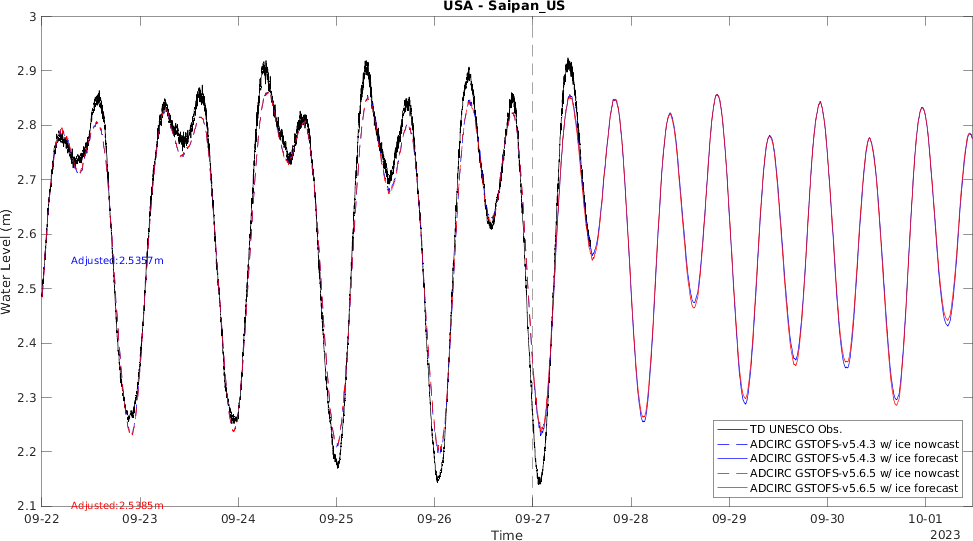 USA - Saipan_US
3
2.9
2.8
2.7
2.6
2.5
2.4
2.3
2.2
2.1
Water Level (m)
Adjusted:2.5357m
Adjusted:2.5385m
TD UNESCO Obs.
ADCIRC GSTOFS-v5.4.3 w/ ice nowcast
ADCIRC GSTOFS-v5.4.3 w/ ice forecast
ADCIRC GSTOFS-v5.6.5 w/ ice nowcast
ADCIRC GSTOFS-v5.6.5 w/ ice forecast
09-22 09-23 09-24 09-25 09-26 09-27 09-28 09-29 09-30 10-01
Time
2023